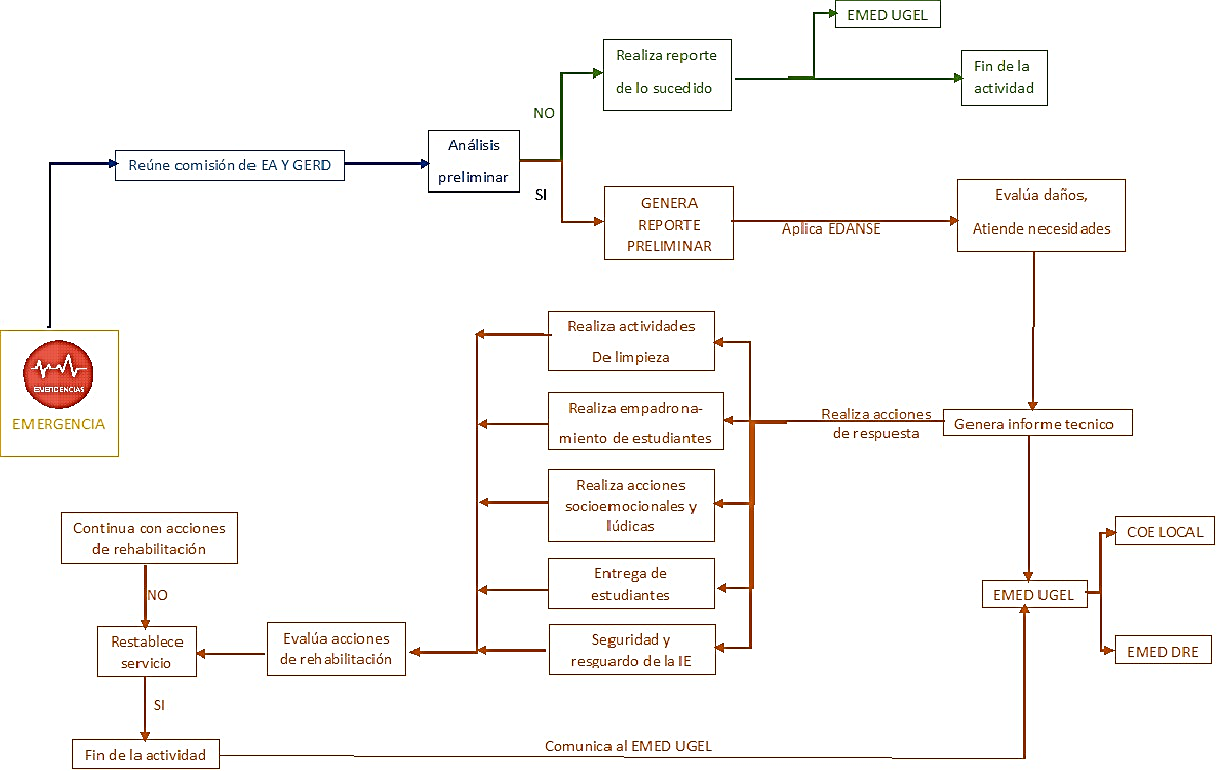 EMED UGEL
Realiza reporte
de lo sucedido
Fin de la
actividad
NO
Análisis
preliminar
Reúne comisión de EA Y GERD
SI
GENERA
REPORTE
PRELIMINAR
Aplica EDANSE
Evalúa daños,
Atiende necesidades
EMERGENCIAS
EMERGENCIA
Realiza actividades
De limpieza
Realiza empadrona-
miento de estudiantes
Realiza acciones
de respuesta
Genera informe tecnico
Realiza acciones
socioemocionales y
lúdicas
Continua con acciones
de rehabilitación
COE LOCAL
Entrega de
estudiantes
EMED UGEL
NO
Restablece
servicio
Evalúa acciones
de rehabilitación
Seguridad y
resguardo de la IE
EMED DRE
SI
Fin de la actividad
Comunica al EMED UGEL